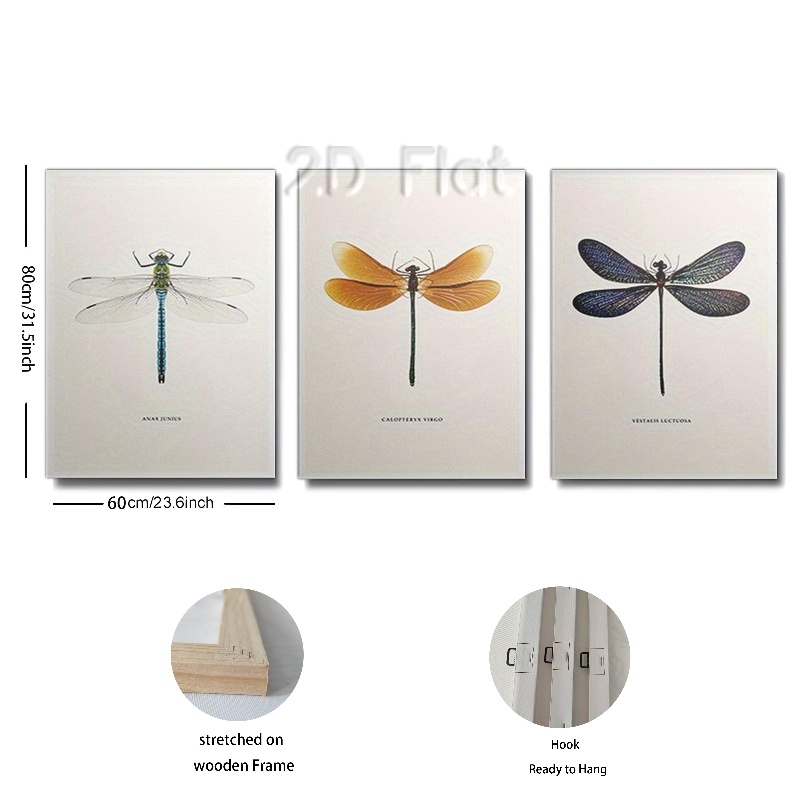 2D Flat
80cm/31.5inch
ANAX JUNIUS
CALOPTERYX VIRGO
VESTALIS LUCTUOSA
60cm/23.6inch
stretched on
wooden Frame
Hook
Ready to Hang